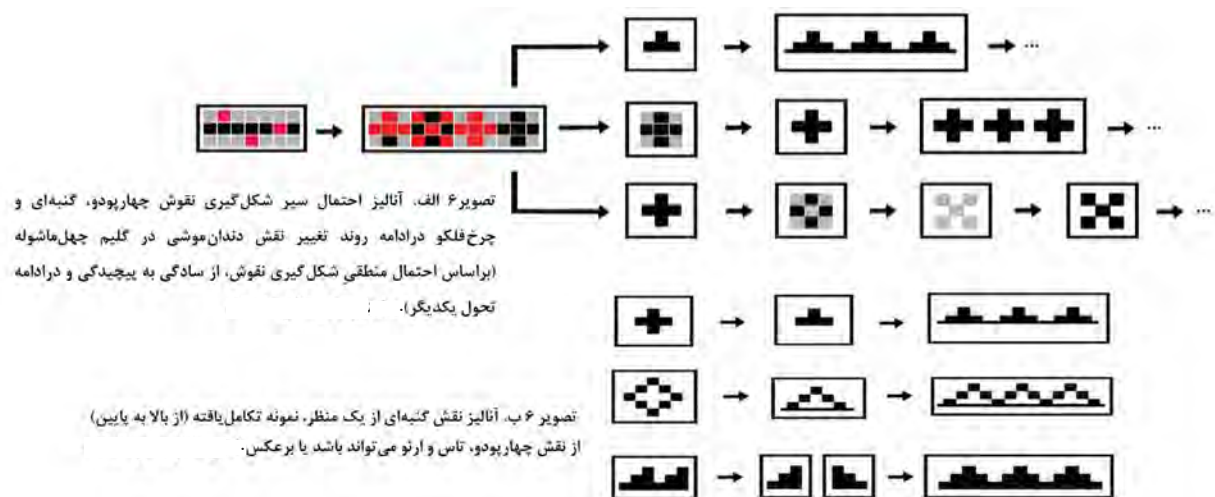 ...
...
...
تصویر۶ الف. آنالیز احتمال سیر شکل‌گیری نقوش چهارپودو، گنبه‌ای و
چرخ‌فلکو درادامه روند تغییر نقش دندان‌موشی در گلیم چهل‌ماشوله
(براساس احتمال منطقیِ شکل‌گیری نقوش، از سادگی به پیچیدگی و درادامه
تحول یکدیگر).
تصویر ۶ ب. آنالیز نقش گنبه‌ای از یک منظر، نمونه تکامل‌یافته (از بالا به پایین)
از نقش چهارپودو، تاس و ارئو می‌تواند باشد یا برعکس.